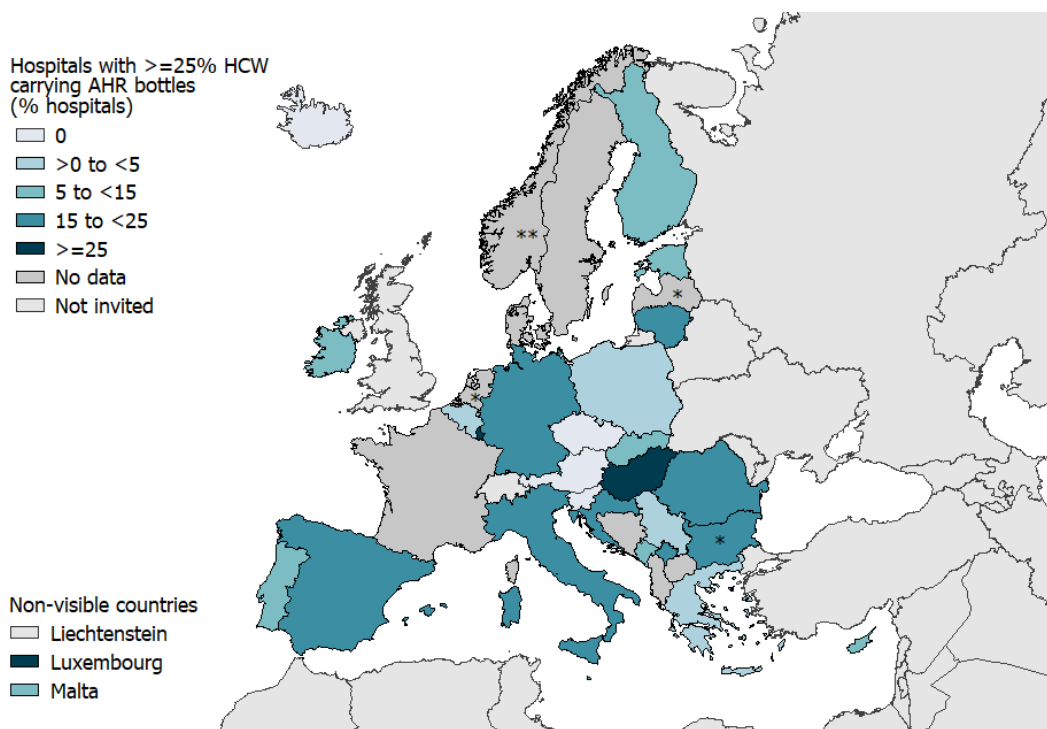 Hospitals with >=25% HCW
carrying AHR bottles
(% hospitals)
0
>0 to <5
5 to <15
15 to <25
>=25
No data
Not invited
**
*
*
*
Non-visible countries
Liechtenstein
Luxembourg
Malta